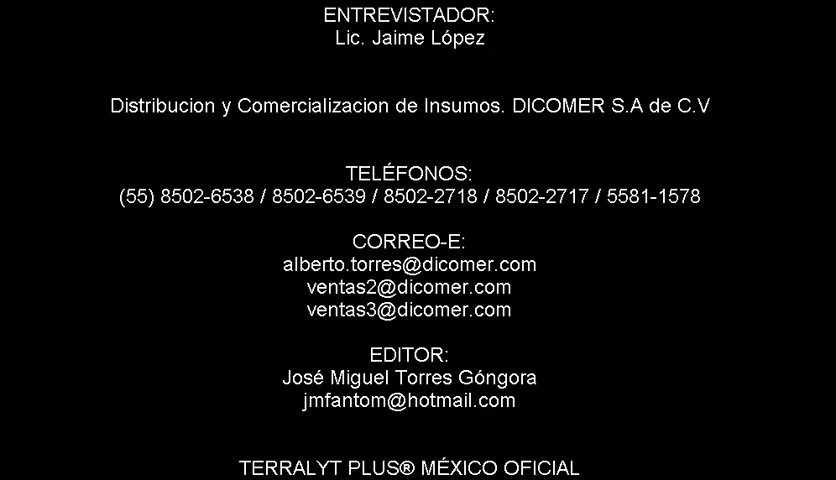 ENTREVISTADOR:
Lic. Jaime López
Distribucion y Comercializacion de Insumos. DICOMER S.A de C.V
TELÉFONOS:
(55) 8502-6538 / 8502-6539 / 8502-2718 / 8502-2717 / 5581-1578
CORREO-E:
alberto.torres@dicomer.com
ventas2@dicomer.com
ventas3@dicomer.com
EDITOR:
José Miguel Torres Góngora
jmfantom@hotmail.com
TERRALYT PLUS® MÉXICO OFICIAL